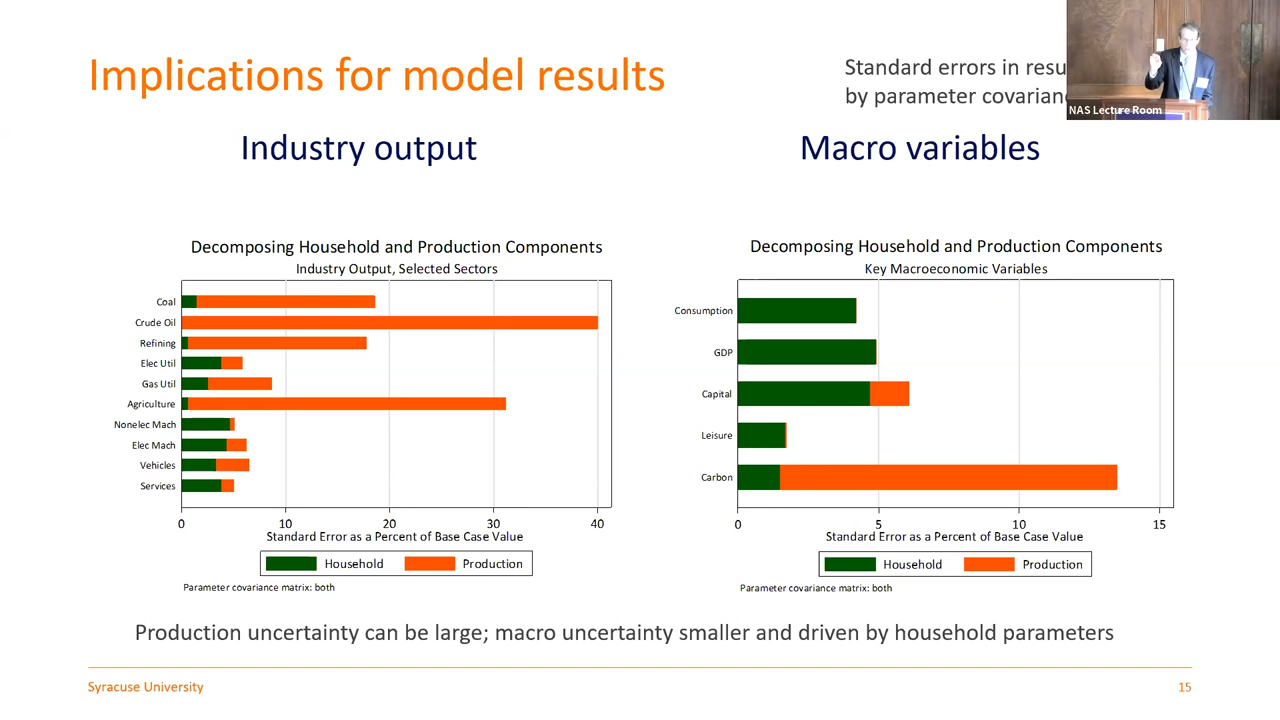 Implications for model results
Standard errors in
by parameter
NAS Lecture Room
Industry output
Macro variables
Decomposing Household and Production Components
Industry Output, Selected Sectors
Coal
Crude Oil
Refining
Elec Util
Gas Util
Agriculture
Nonelec Mach
Elec Mach
Vehicles
Services
0 10 20 30 40
Standard Error as a Percent of Base Case Value
Household Production
Parameter covariance matrix: both
Decomposing Household and Production Components
Key Macroeconomic Variables
Consumption
GDP
Capital
Leisure
Carbon
0 5 10 15
Standard Error as a Percent of Base Case Value
Household Production
Parameter covariance matrix: both
Production uncertainty can be large; macro uncertainty smaller and driven by household parameters
Syracuse University
15